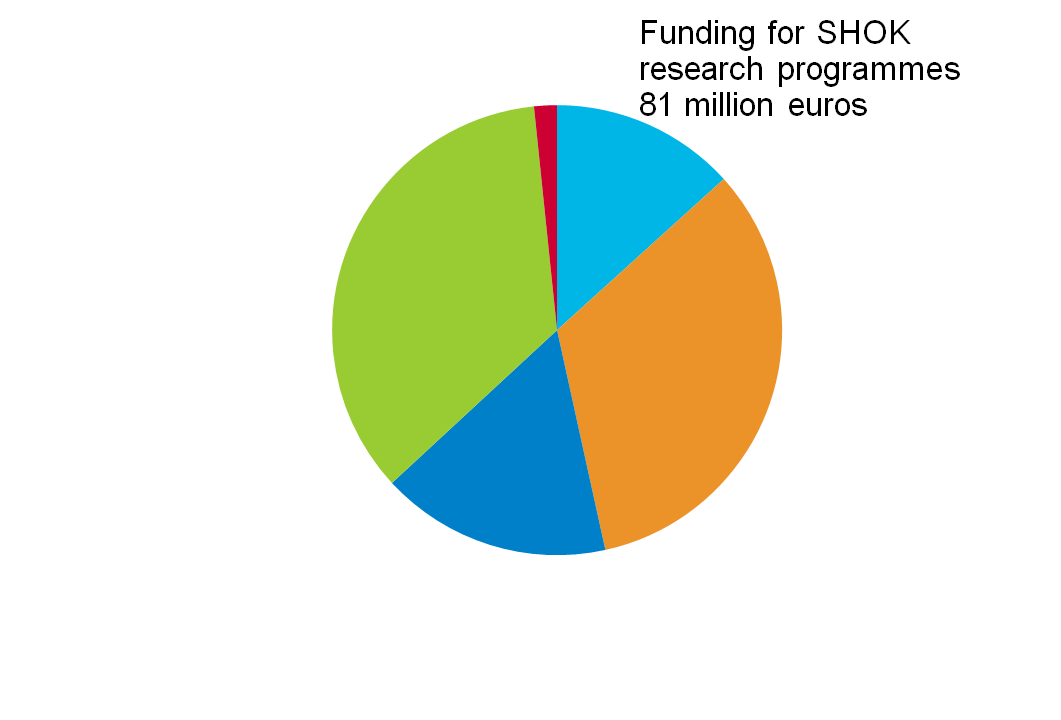 Funding for SHOK
research programmes
81 million euros